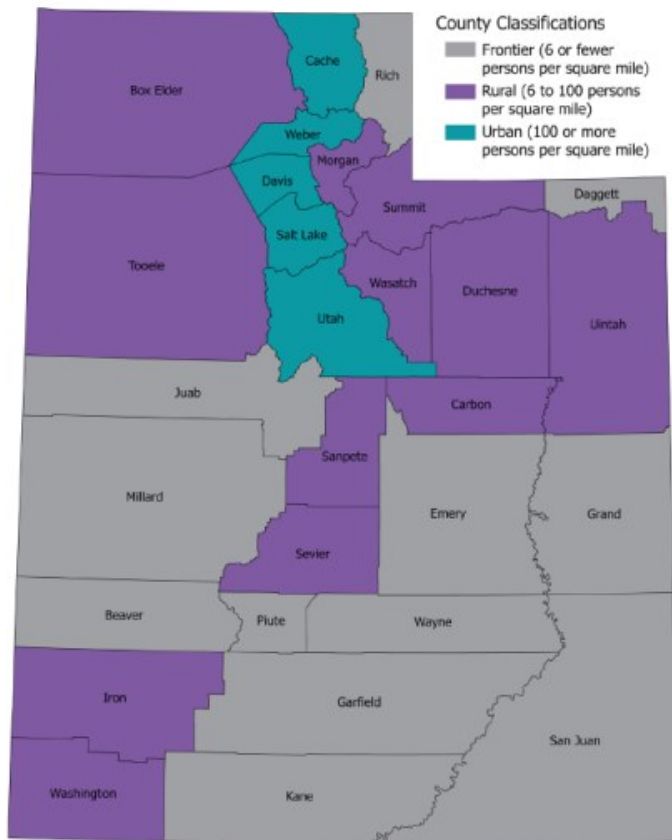 County Classifications
Frontier (6 or fewer
persons per square mile)
Rural (6 to 100 persons
per square mile)
Urban (100 or more
persons per square mile)
Cache
Rich
Box Elder
Weber
Morgan
Davis
Daggett
Summit
Salt Lake
Tooele
Wasatch
Duchesne
Uintah
Utah
Juab
Carbon
Sanpete
Millard
Emery
Grand
Sevier
Beaver
Piute
Wayne
Iron
Garfield
San Juan
Washington
Kane